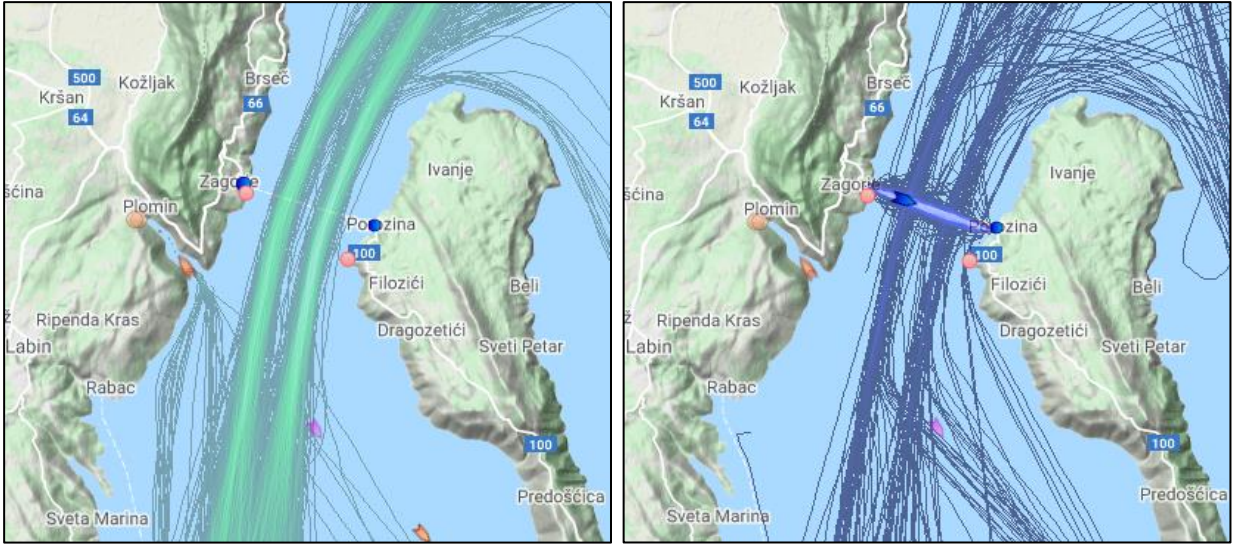 500
Kožljak
Brseč
Kršan
64
66
Ivanje
Zagorje
šćina
Plomin
Porozina
100
Filozići
Beli
Ripenda Kras
Dragozetići
Labin
Sveti Petar
Rabac
100
Predošćica
Sveta Marina
500
Kožljak
Brseč
Kršan
66
64
Ivanje
Zagorje
šćina
Plomin
100
Filozići
Beli
Ripenda Kras
Dragozetići
Labin
Sveti Petar
Rabac
100
Predošćica
Sveta Marina